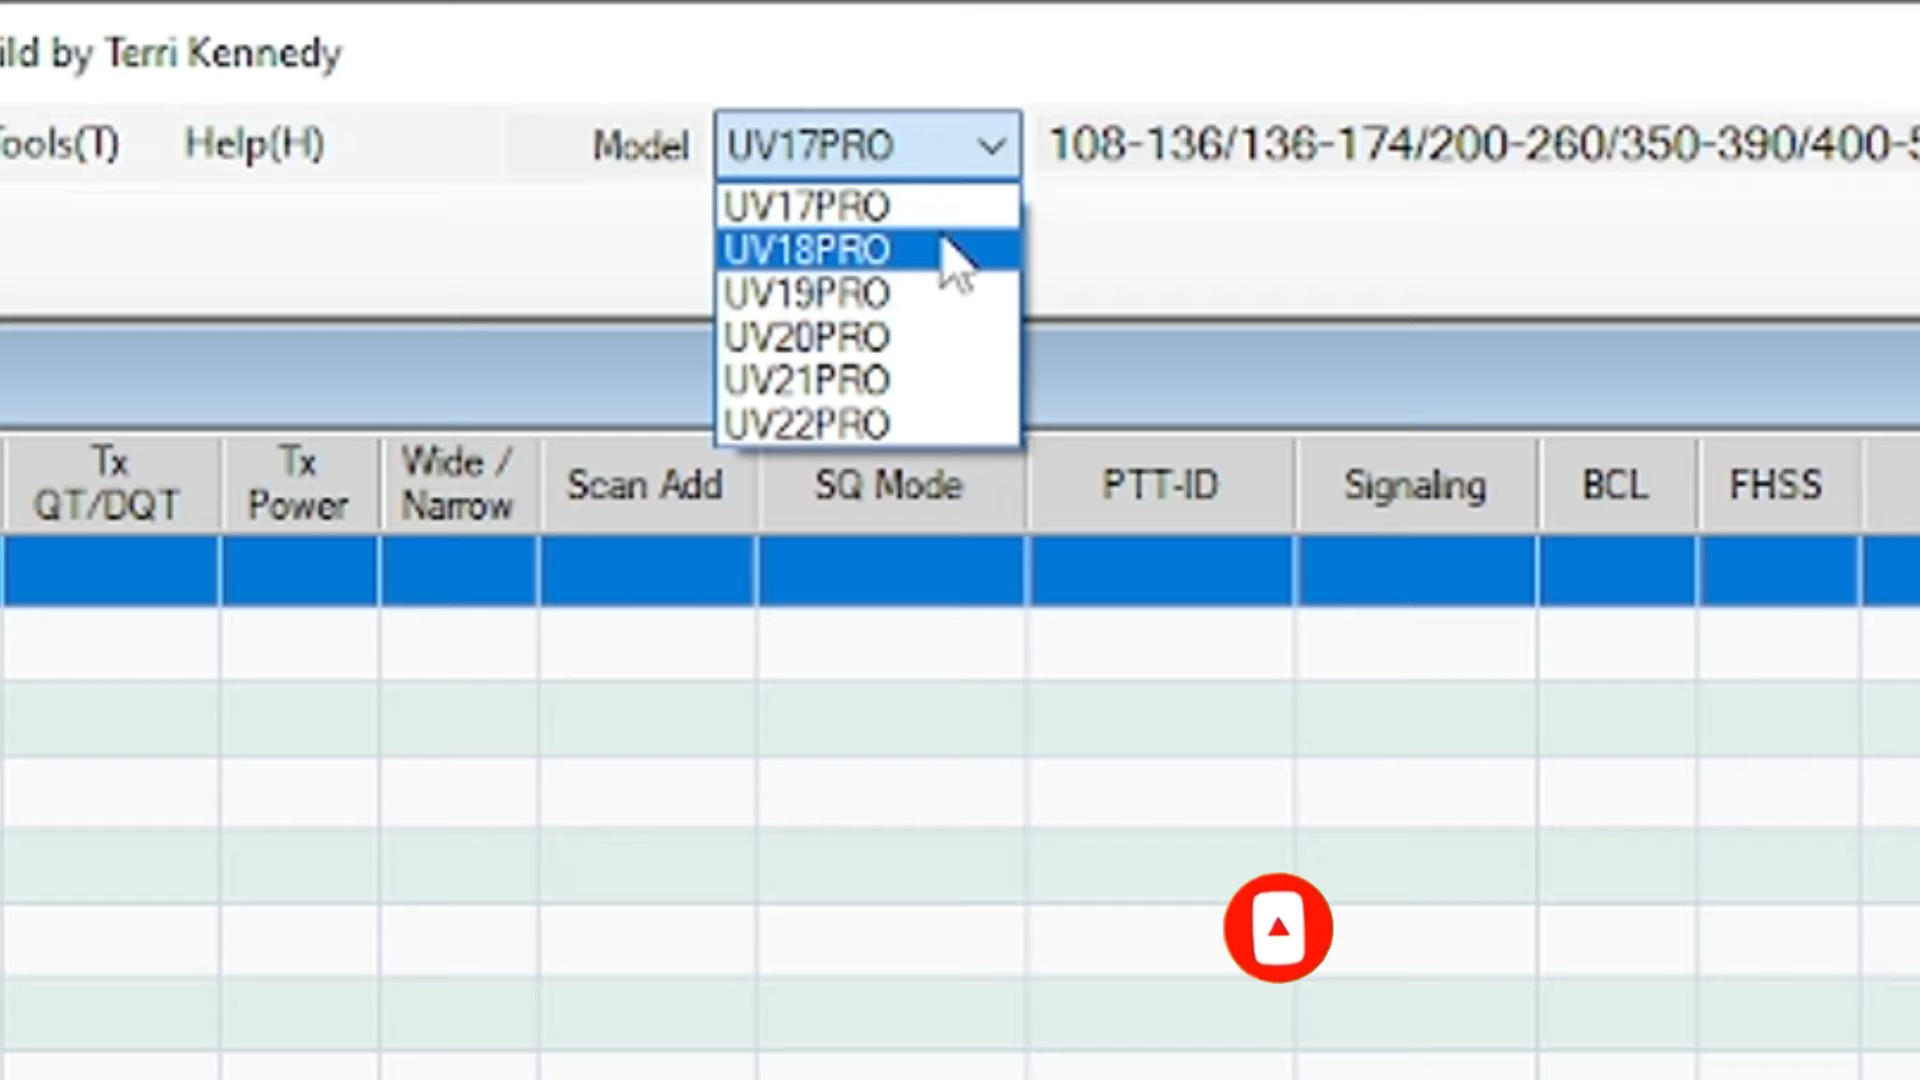 ild by Terri Kennedy
Tools(T) Help(H) Model UV17PRO 108-136/136-174/200-260/350-390/400-5
UV17PRO
UV18PRO
UV19PRO
UV20PRO
UV21PRO
UV22PRO
Tx QT/DQT Tx Power Wide / Narrow Scan Add SQ Mode PTT-ID Signaling BCL FHSS